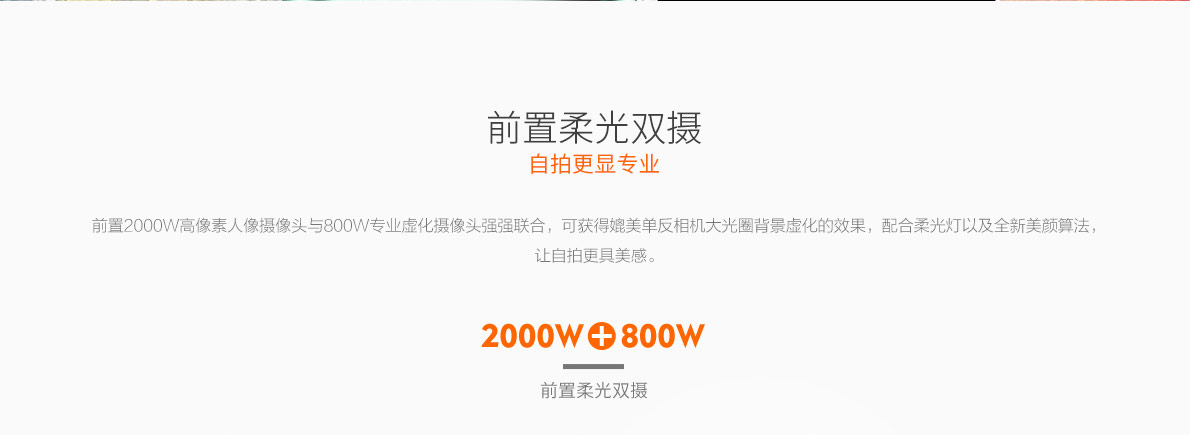 前置柔光双摄
自拍更显专业
前置2000W高像素人像摄像头与800W专业虚化摄像头强强联合，可获得媲美单反相机大光圈背景虚化的效果，配合柔光灯以及全新美颜算法，
让自拍更具美感。
2000W+800W
前置柔光双摄